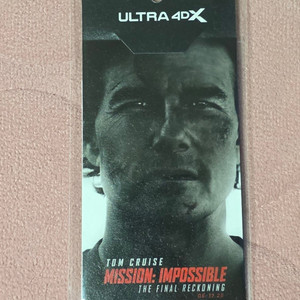 ULTRA 4DX
TOM CRUISE
MISSION: IMPOSSIBLE
THE FINAL RECKONING